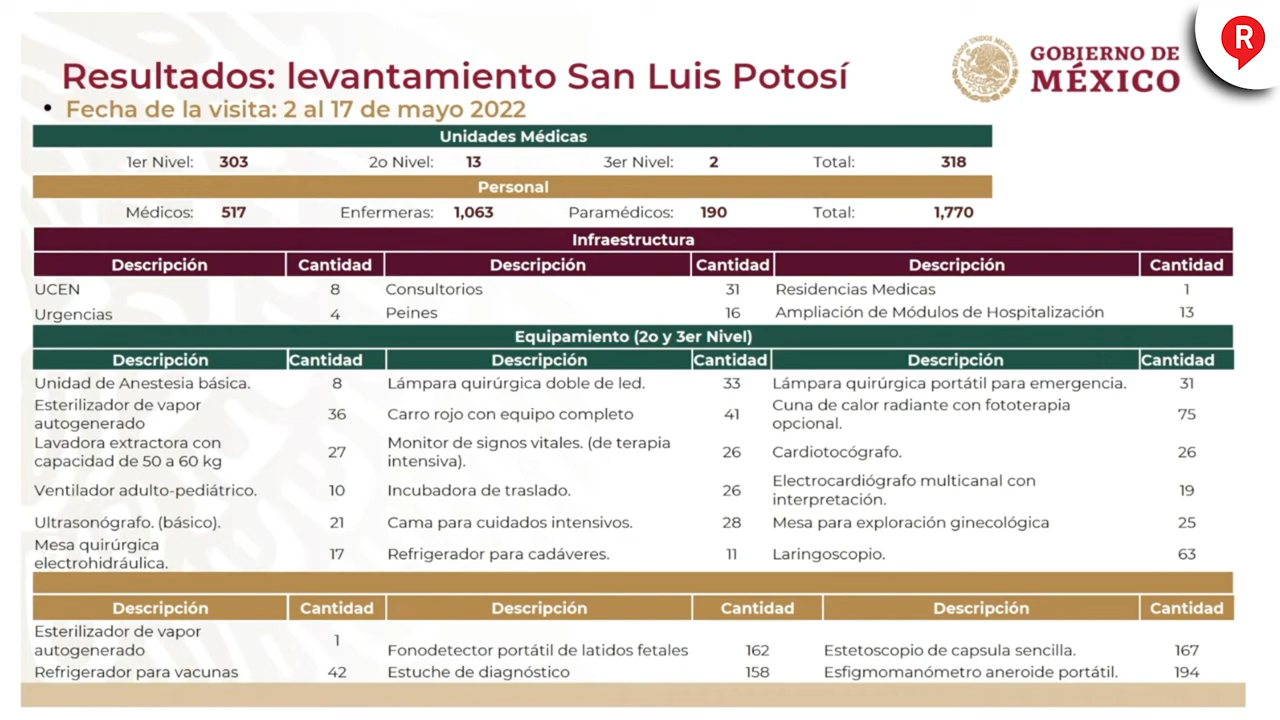 R
Resultados: levantamiento San Luis Potosí
GOBIERNO DE
MÉXICO
• Fecha de la visita: 2 al 17 de mayo 2022
Unidades Médicas
1er Nivel: 303 2o Nivel: 13 3er Nivel: 2 Total: 318
Personal
Médicos: 517 Enfermeras: 1,063 Paramédicos: 190 Total: 1,770
Infraestructura
Descripción Cantidad Descripción Cantidad Descripción Cantidad
UCEN 8 Consultorios 31 Residencias Medicas 1
Urgencias 4 Peines 16 Ampliación de Módulos de Hospitalización 13
Equipamiento (2o y 3er Nivel)
Descripción Cantidad Descripción Cantidad Descripción Cantidad
Unidad de Anestesia básica. 8 Lámpara quirúrgica doble de led. 33 Lámpara quirúrgica portátil para emergencia. 31
Esterilizador de vapor
autogenerado 36 Carro rojo con equipo completo 41 Cuna de calor radiante con fototerapia
opcional. 75
Lavadora extractora con
capacidad de 50 a 60 kg 27 Monitor de signos vitales. (de terapia
intensiva). 26 Cardiotocógrafo. 26
Ventilador adulto-pediátrico. 10 Incubadora de traslado. 26 Electrocardiógrafo multicanal con
interpretación. 19
Ultrasonógrafo. (básico). 21 Cama para cuidados intensivos. 28 Mesa para exploración ginecológica 25
Mesa quirúrgica
electrohidráulica. 17 Refrigerador para cadáveres. 11 Laringoscopio. 63
Descripción Cantidad Descripción Cantidad Descripción Cantidad
Esterilizador de vapor
autogenerado 1 Fonodetector portátil de latidos fetales 162 Estetoscopio de capsula sencilla. 167
Refrigerador para vacunas 42 Estuche de diagnóstico 158 Esfigmomanómetro aneroide portátil. 194